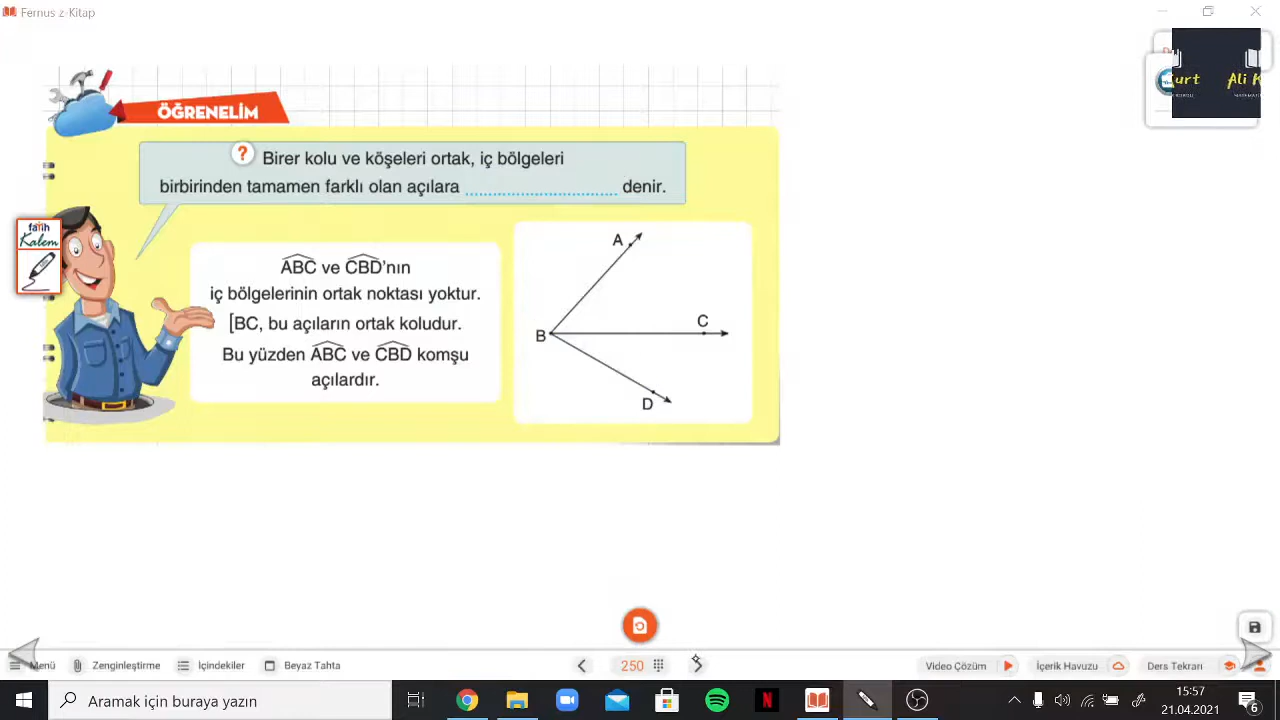 Fernus z-Kitap
urt
Ali K
ÖĞRENELİM
? Birer kolu ve köşeleri ortak, iç bölgeleri
birbirinden tamamen farklı olan açılara ........................ denir.
fatih
Kalem
ABC ve CBD'nın
iç bölgelerinin ortak noktası yoktur.
[BC, bu açıların ortak koludur.
Bu yüzden ABC ve CBD komşu
açılardır.
A
B
C
D
Menü
Zenginleştirme
İçindekiler
Beyaz Tahta
250
Video Çözüm
İçerik Havuzu
Ders Tekrarı
Aramak için buraya yazın
N
15:57
21.04.2021
6